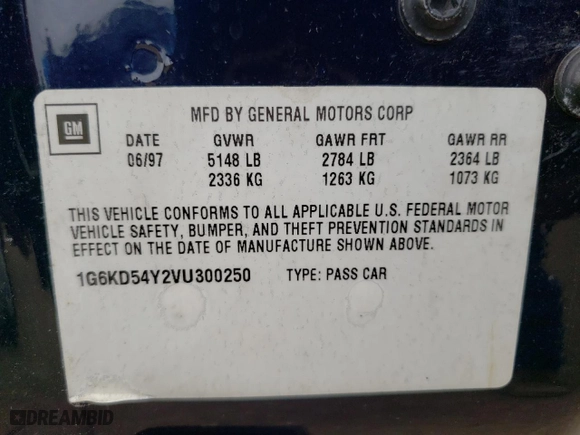 GM
MFD BY GENERAL MOTORS CORP
DATE GVWR GAWR FRT GAWR RR
06/97 5148 LB 2784 LB 2364 LB
2336 KG 1263 KG 1073 KG
THIS VEHICLE CONFORMS TO ALL APPLICABLE U.S. FEDERAL MOTOR
VEHICLE SAFETY, BUMPER, AND THEFT PREVENTION STANDARDS IN
EFFECT ON THE DATE OF MANUFACTURE SHOWN ABOVE.
1G6KD54Y2VU300250 TYPE: PASS CAR
DREAMBID